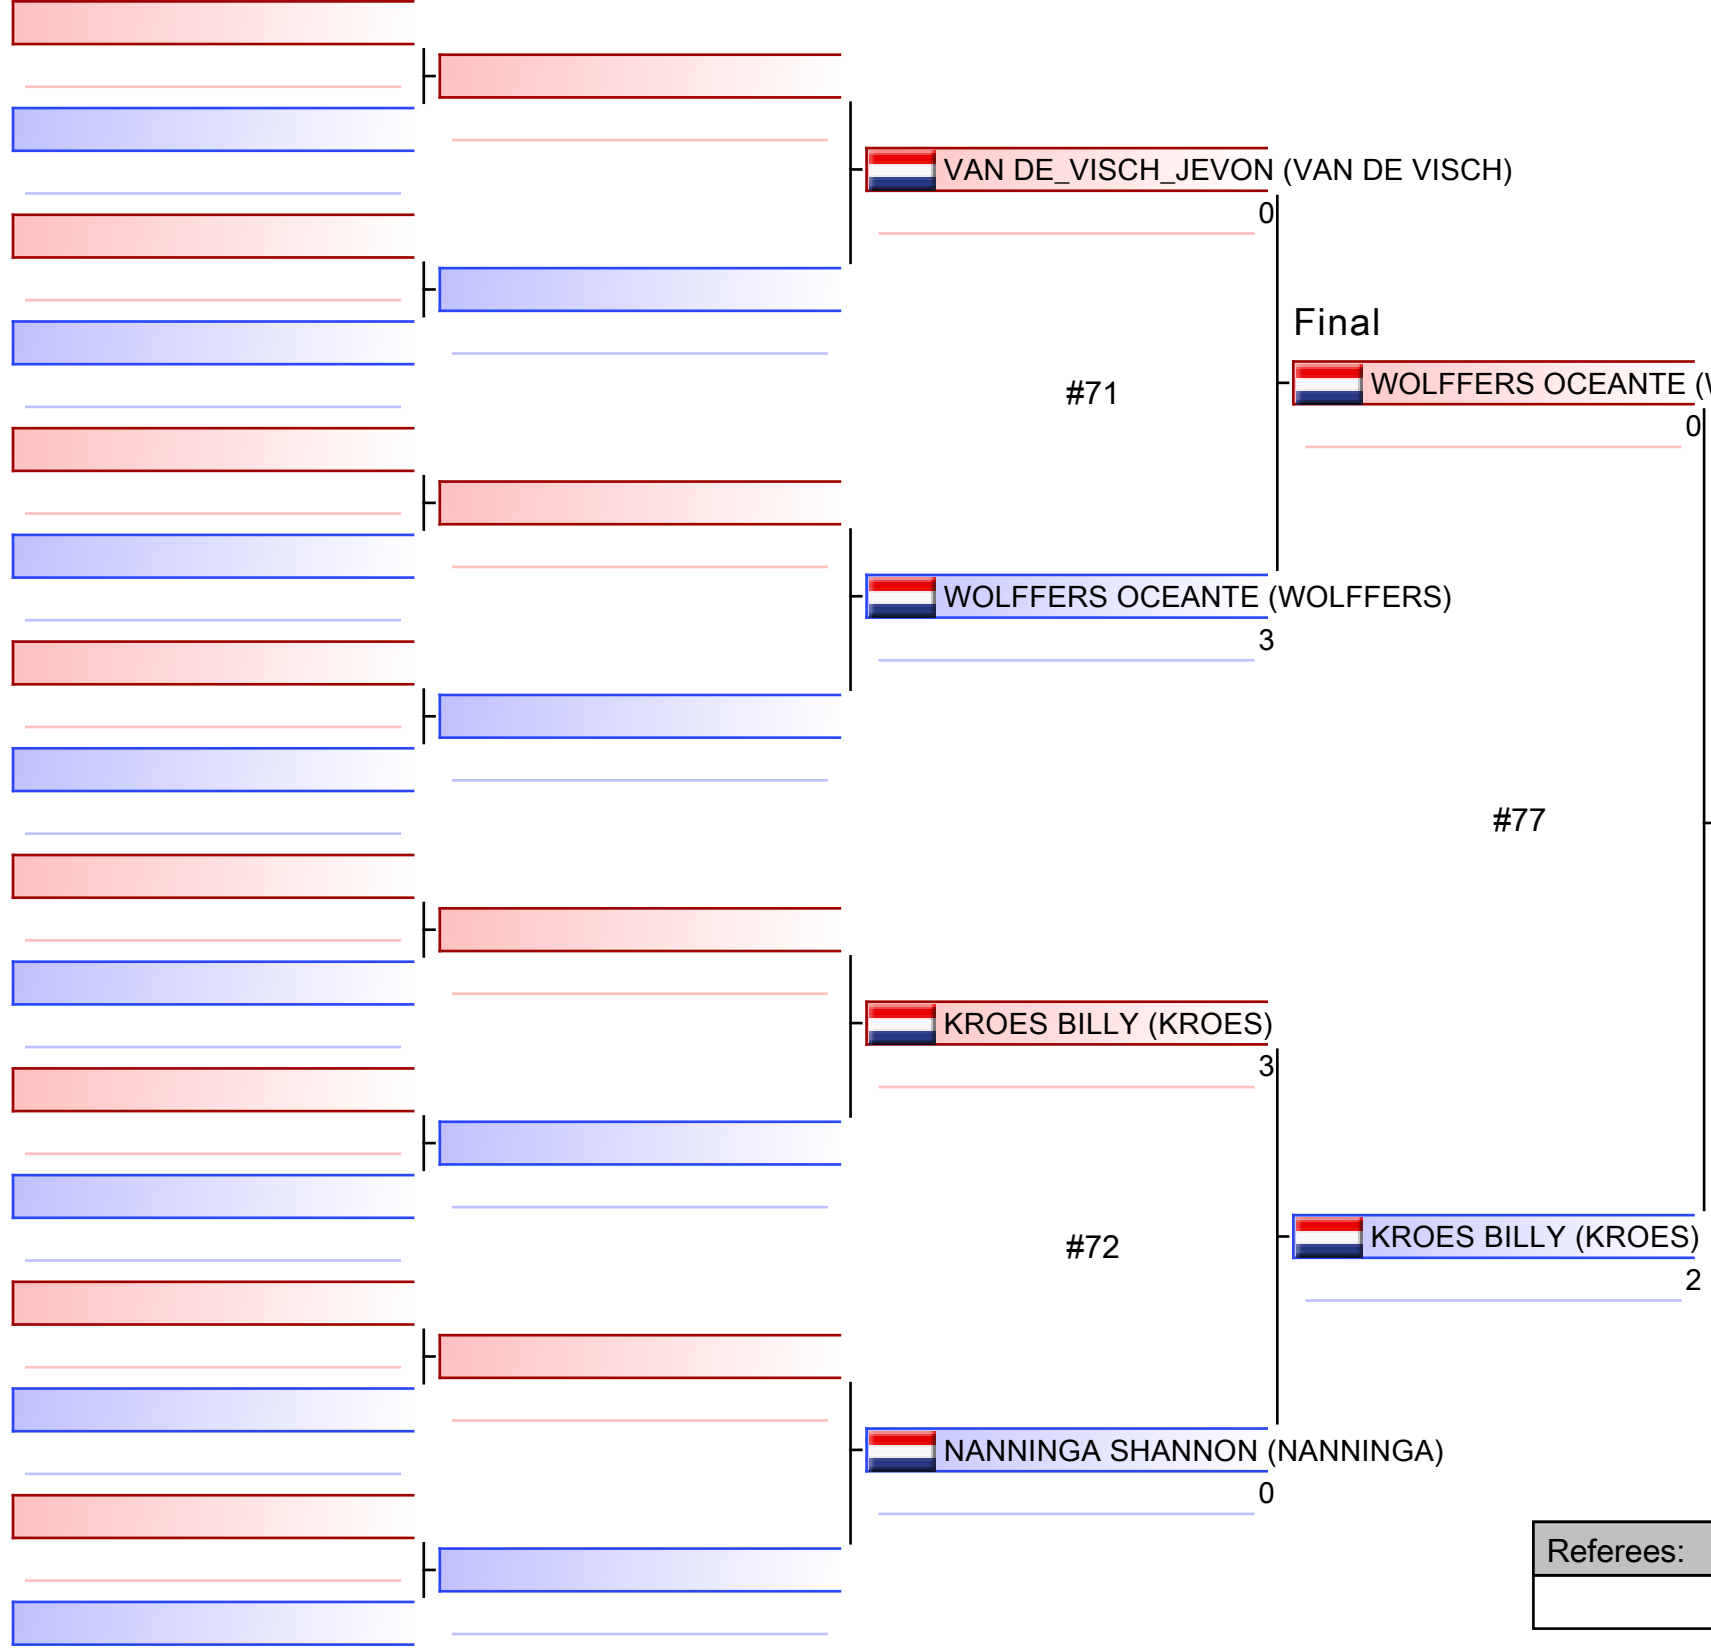 VAN DE_VISCH_JEVON (VAN DE VISCH)
0
Final
WOLFFERS OCEANTE (
0
#71
WOLFFERS OCEANTE (WOLFFERS)
3
#77
KROES BILLY (KROES)
3
#72
KROES BILLY (KROES)
2
NANNINGA SHANNON (NANNINGA)
0
Referees: